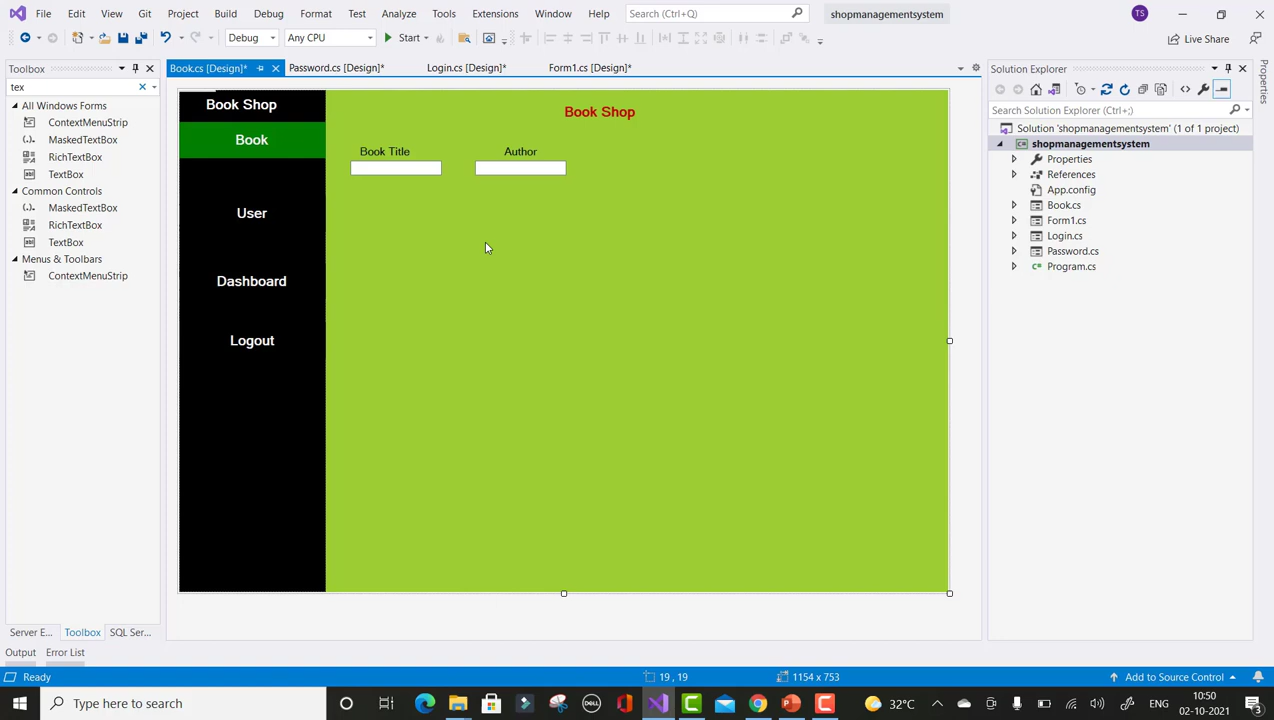 File Edit View Git Project Build Debug Format Test Analyze Tools Extensions Window Help Search (Ctrl+Q) shopmanagementsystem TS
Debug Any CPU Start Live Share
Toolbox
tex
All Windows Forms
ContextMenuStrip
MaskedTextBox
RichTextBox
TextBox
Common Controls
MaskedTextBox
RichTextBox
TextBox
Menus & Toolbars
ContextMenuStrip
Server E... Toolbox SQL Ser...
Book.cs [Design]* Password.cs [Design]* Login.cs [Design]* Form1.cs [Design]*
Book Shop
Book
User
Dashboard
Logout
Book Shop
Book Title Author
Solution Explorer
Search Solution Explorer (Ctrl+;)
Solution 'shopmanagementsystem' (1 of 1 project)
shopmanagementsystem
Properties
References
App.config
Book.cs
Form1.cs
Login.cs
Password.cs
Program.cs
Properties
Output Error List
Ready 19 , 19 1154 x 753 Add to Source Control
Type here to search DELL 32°C ENG 10:50
02-10-2021 3